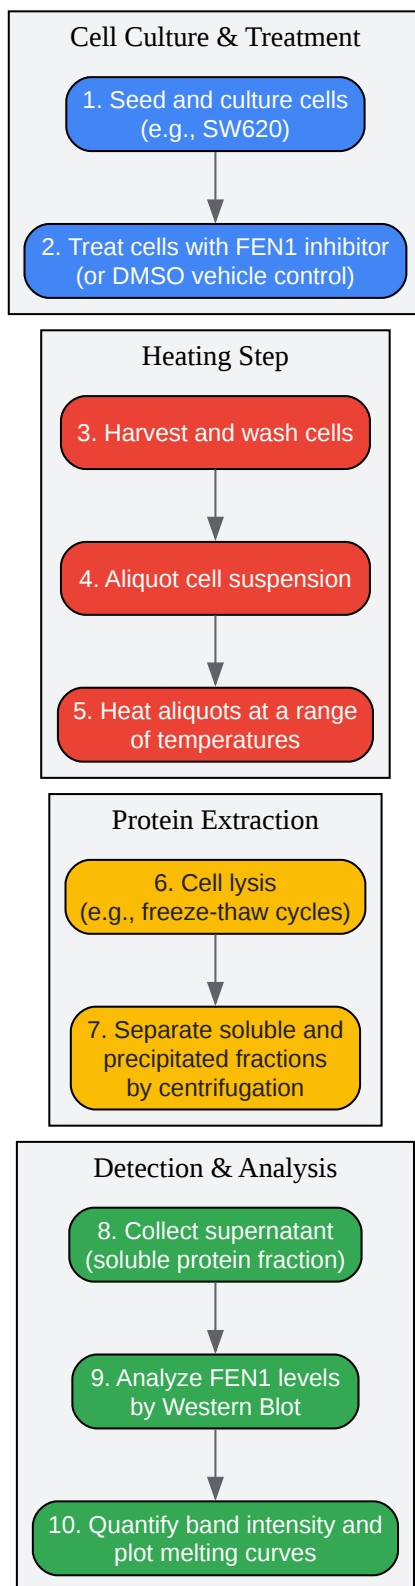 Cell Culture & Treatment
1. Seed and culture cells
(e.g., SW620)
2. Treat cells with FEN1 inhibitor
(or DMSO vehicle control)
Heating Step
3. Harvest and wash cells
4. Aliquot cell suspension
5. Heat aliquots at a range
of temperatures
Protein Extraction
6. Cell lysis
(e.g., freeze-thaw cycles)
7. Separate soluble and
precipitated fractions
by centrifugation
Detection & Analysis
8. Collect supernatant
(soluble protein fraction)
9. Analyze FEN1 levels
by Western Blot
10. Quantify band intensity and
plot melting curves